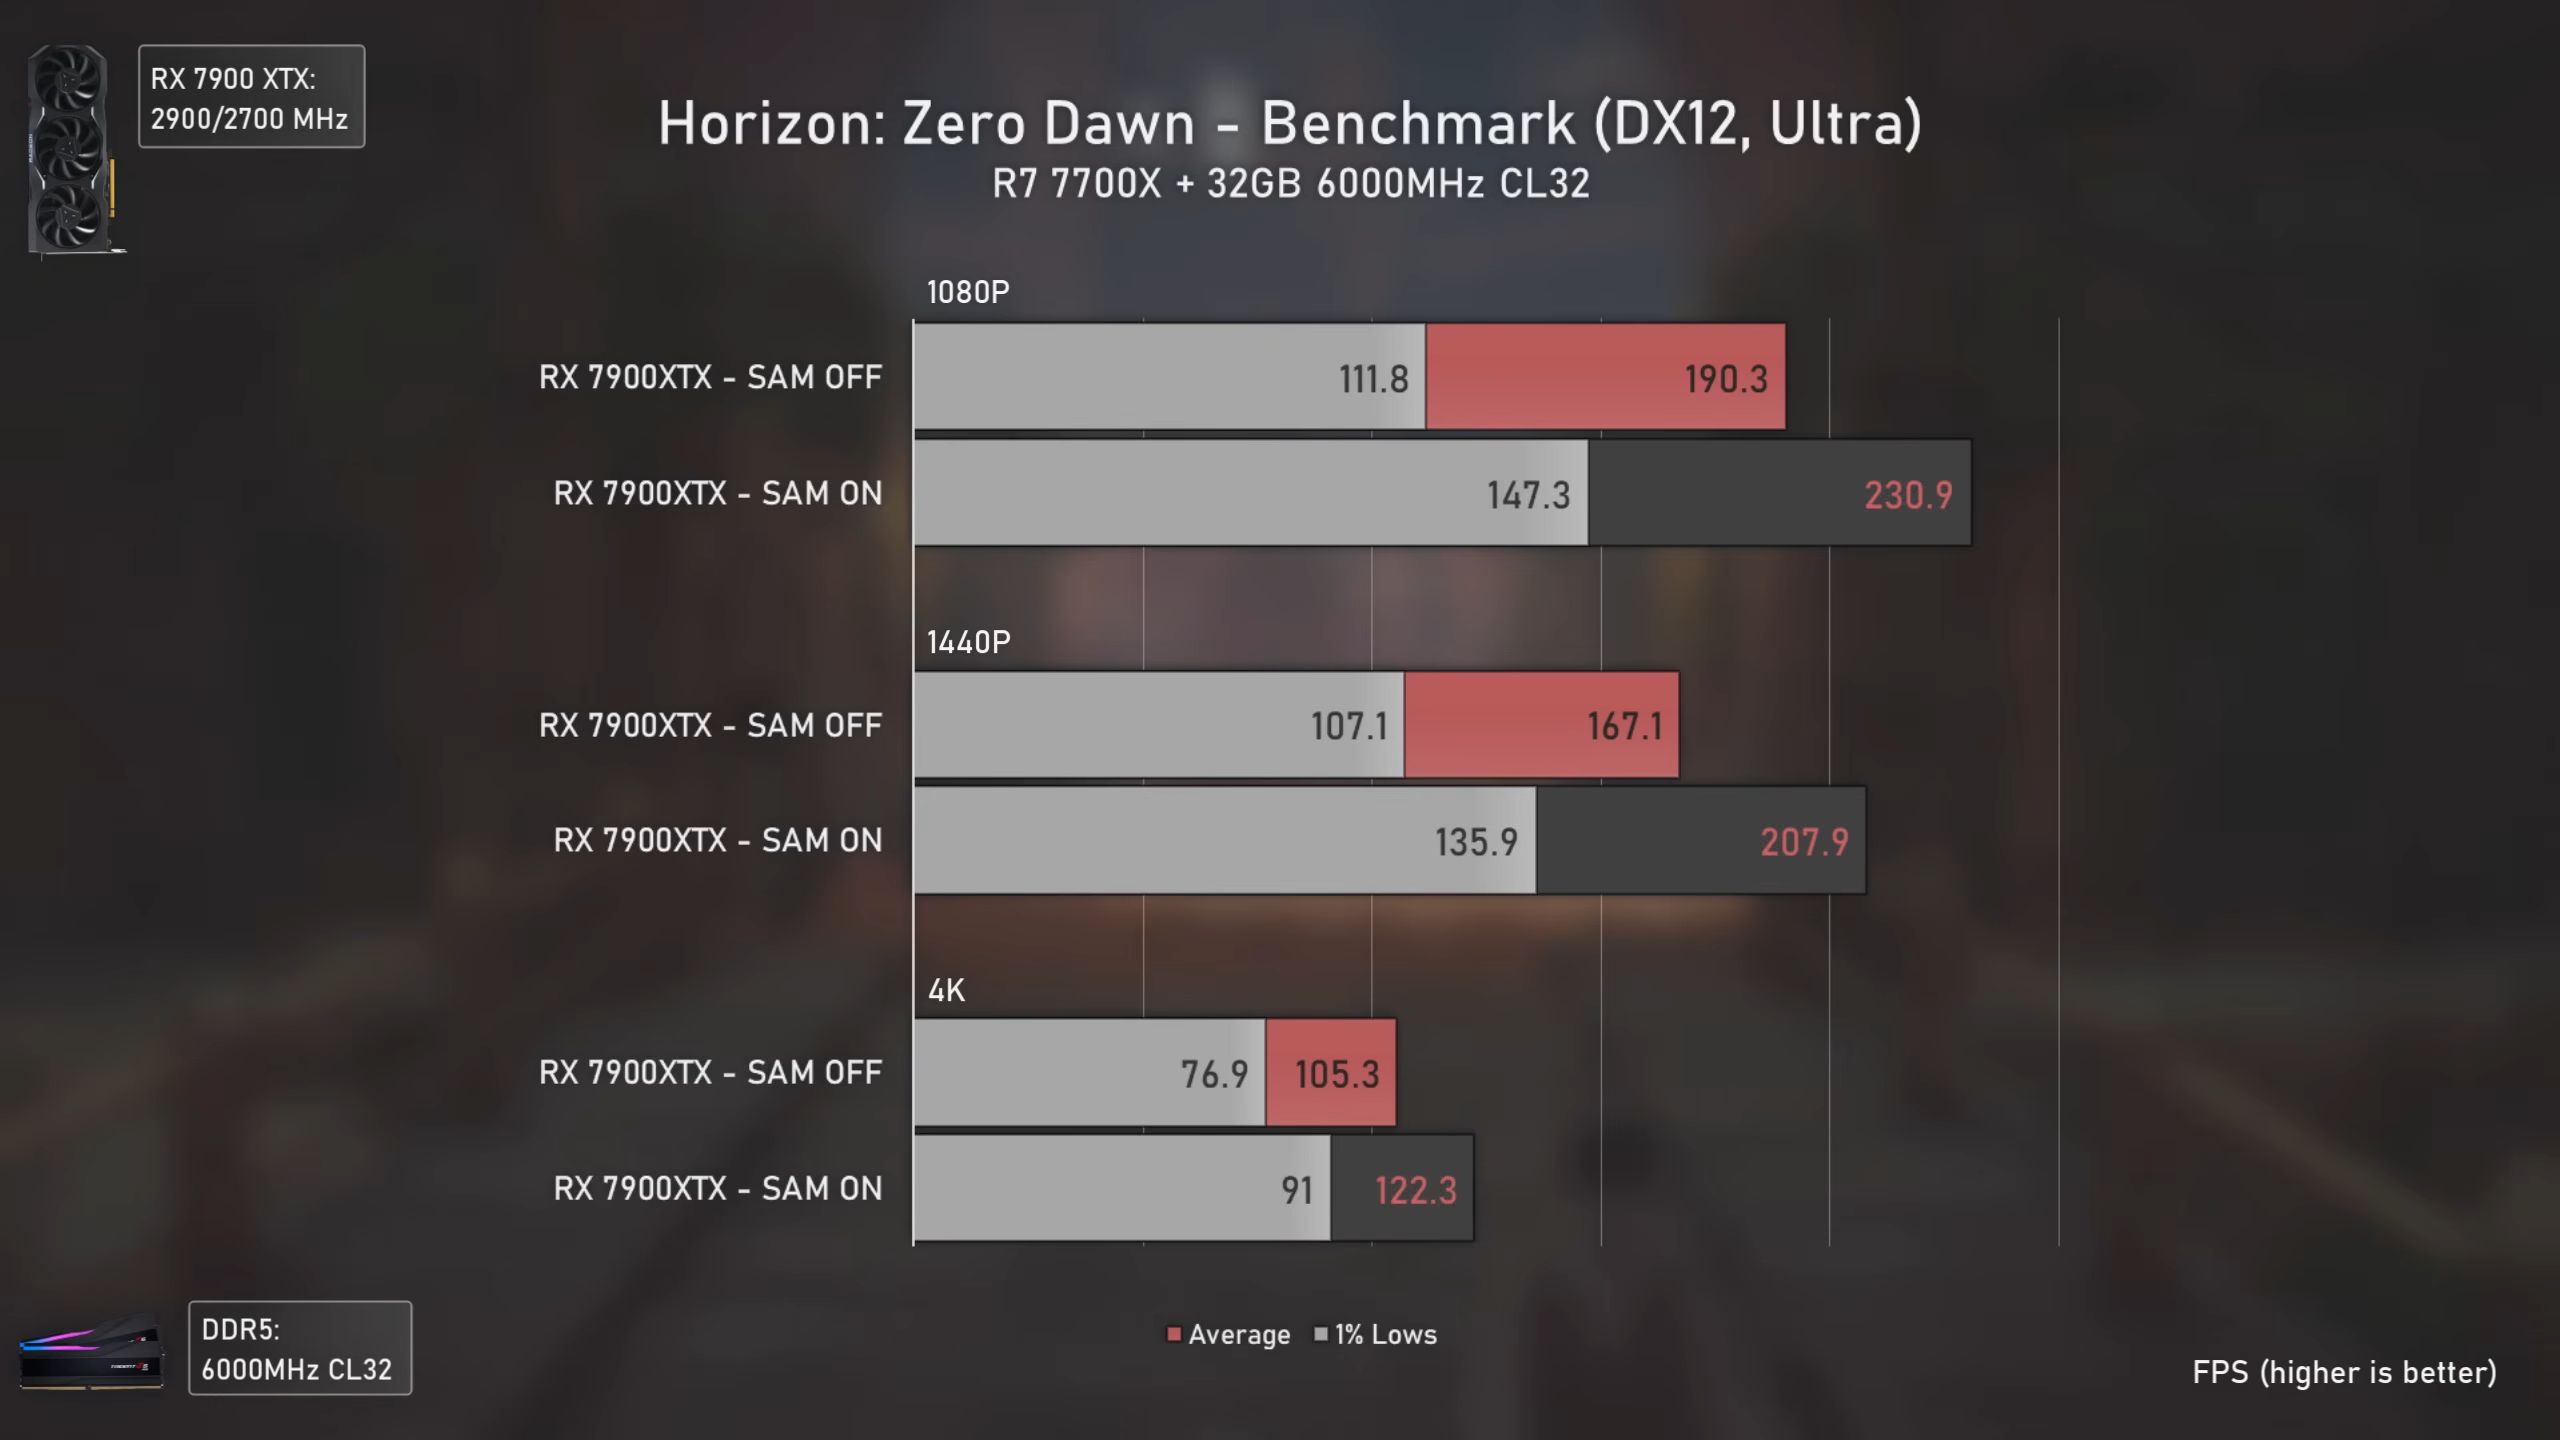 RX 7900 XTX:
2900/2700 MHz
Horizon: Zero Dawn - Benchmark (DX12, Ultra)
R7 7700X + 32GB 6000MHz CL32
1080P
RX 7900XTX - SAM OFF 111.8 190.3
RX 7900XTX - SAM ON 147.3 230.9
1440P
RX 7900XTX - SAM OFF 107.1 167.1
RX 7900XTX - SAM ON 135.9 207.9
4K
RX 7900XTX - SAM OFF 76.9 105.3
RX 7900XTX - SAM ON 91 122.3
Average 1% Lows
DDR5:
6000MHz CL32
FPS (higher is better)